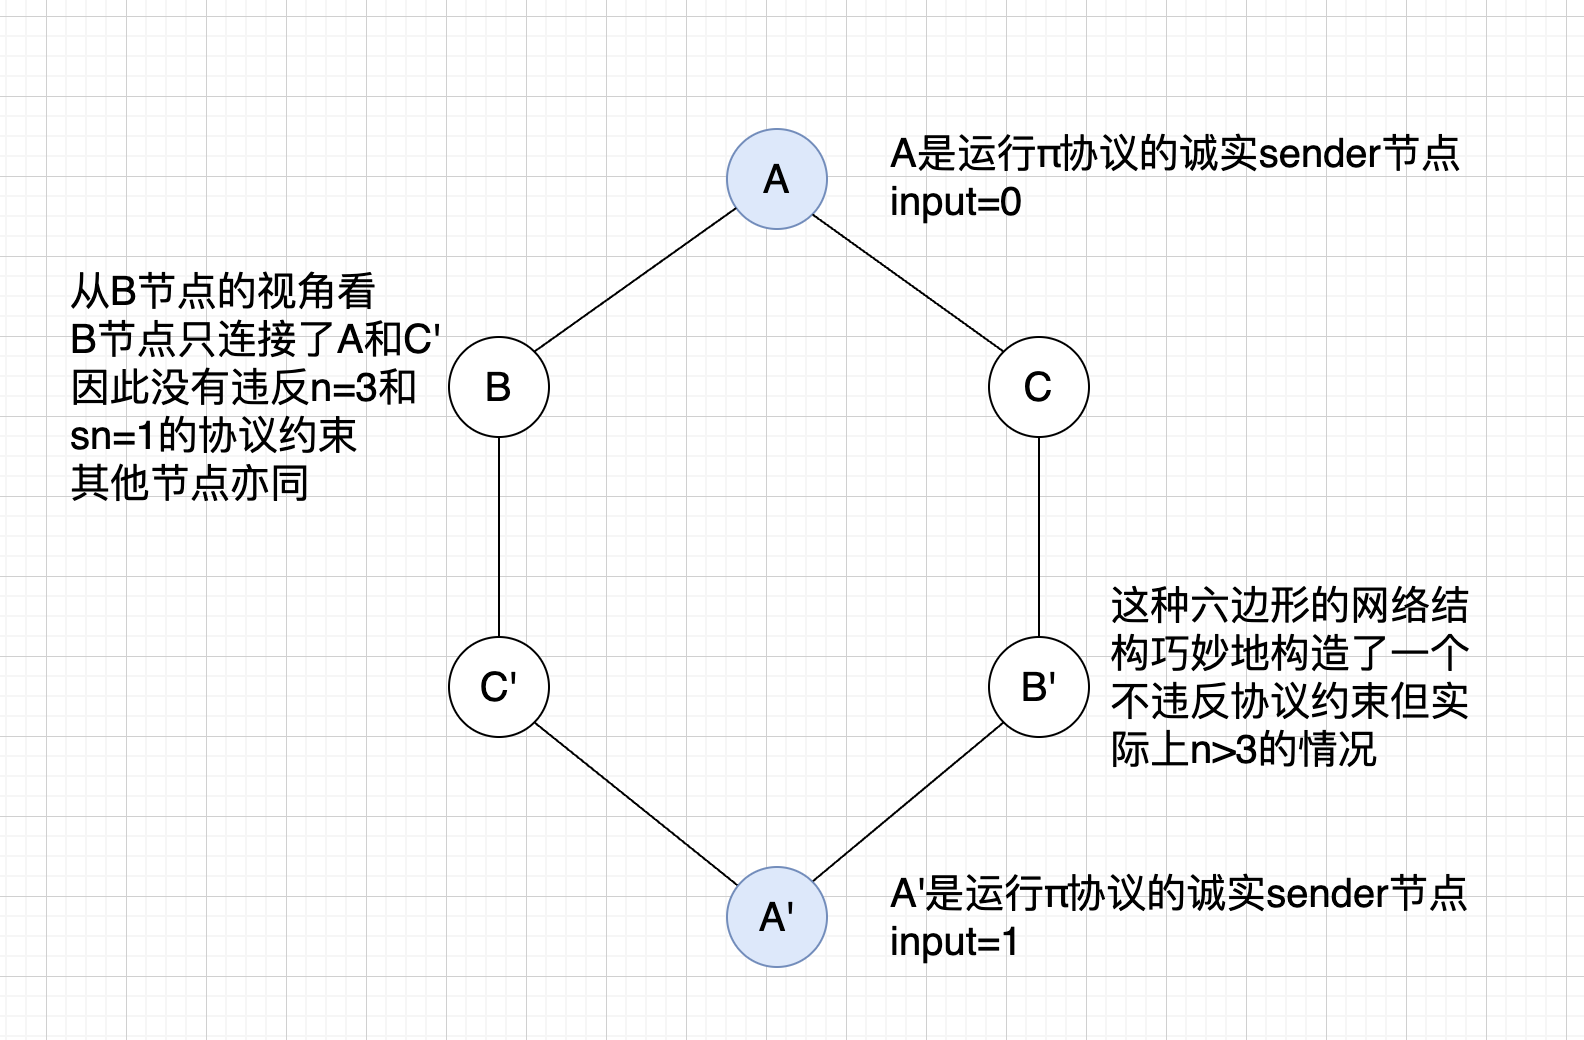 A
A是运行π协议的诚实sender节点
input=0
从B节点的视角看
B节点只连接了A和C'
因此没有违反n=3和
sn=1的协议约束
其他节点亦同
B
C
C'
B'
这种六边形的网络结
构巧妙地构造了一个
不违反协议约束但实
际上n>3的情况
A'
A'是运行π协议的诚实sender节点
input=1